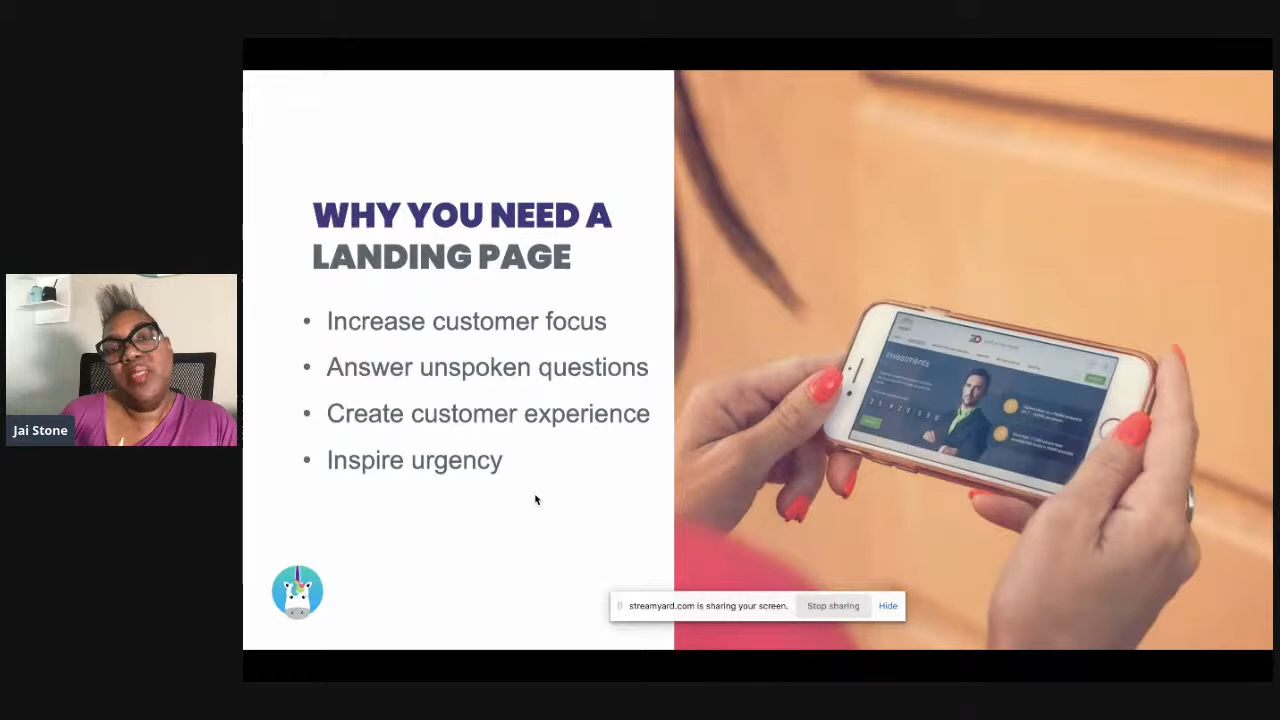 WHY YOU NEED A
LANDING PAGE
• Increase customer focus
• Answer unspoken questions
• Create customer experience
• Inspire urgency
Jai Stone
investments
streamyard.com is sharing your screen. Stop sharing Hide